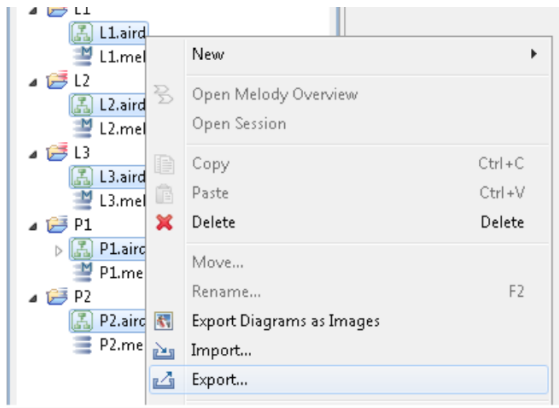 L1
L1.aird
L1.mel
New
L2
Open Melody Overview
L2.aird
Open Session
L2.mel
L3
Copy Ctrl+C
L3.aird
Paste Ctrl+V
L3.mel
Delete Delete
P1
P1.airc
Move...
P1.me
Rename... F2
P2
P2.airc
Export Diagrams as Images
P2.me
Import...
Export...